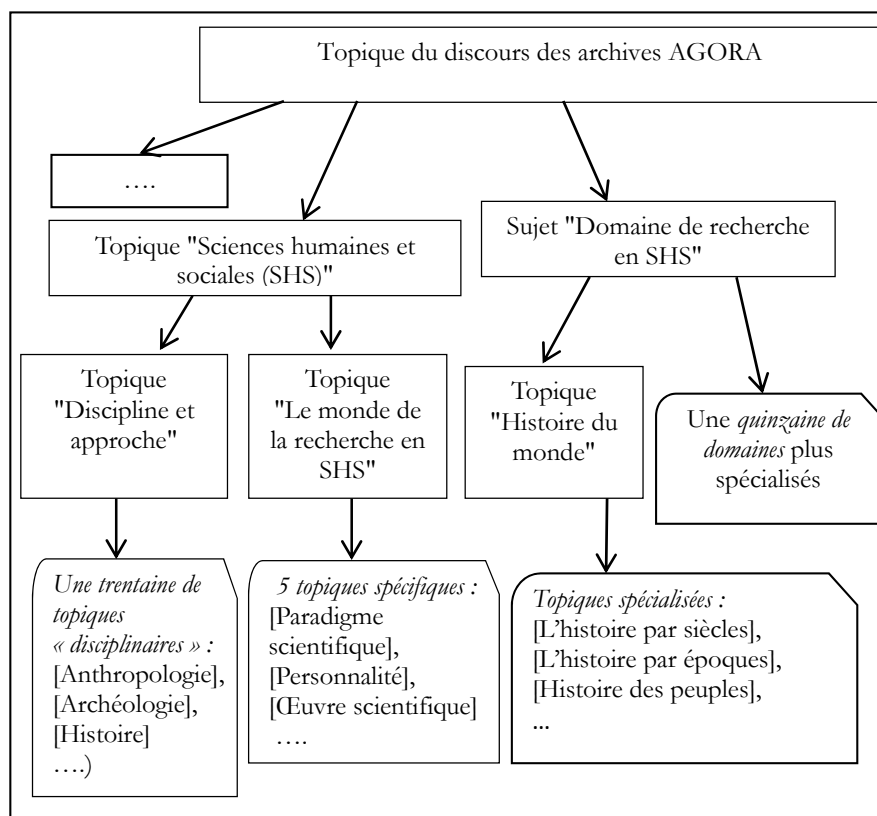 Topique du discours des archives AGORA
….
Topique "Sciences humaines et
sociales (SHS)"
Sujet "Domaine de recherche
en SHS"
Topique
"Discipline et
approche"
Topique
"Le monde de
la recherche en
SHS"
Topique
"Histoire du
monde"
Une quinzaine de
domaines plus
spécialisés
Une trentaine de
topiques
« disciplinaires » :
[Anthropologie],
[Archéologie],
[Histoire]
….)
5 topiques spécifiques :
[Paradigme
scientifique],
[Personnalité],
[Œuvre scientifique]
….
Topiques spécialisées :
[L'histoire par siècles],
[L'histoire par époques],
[Histoire des peuples],
...